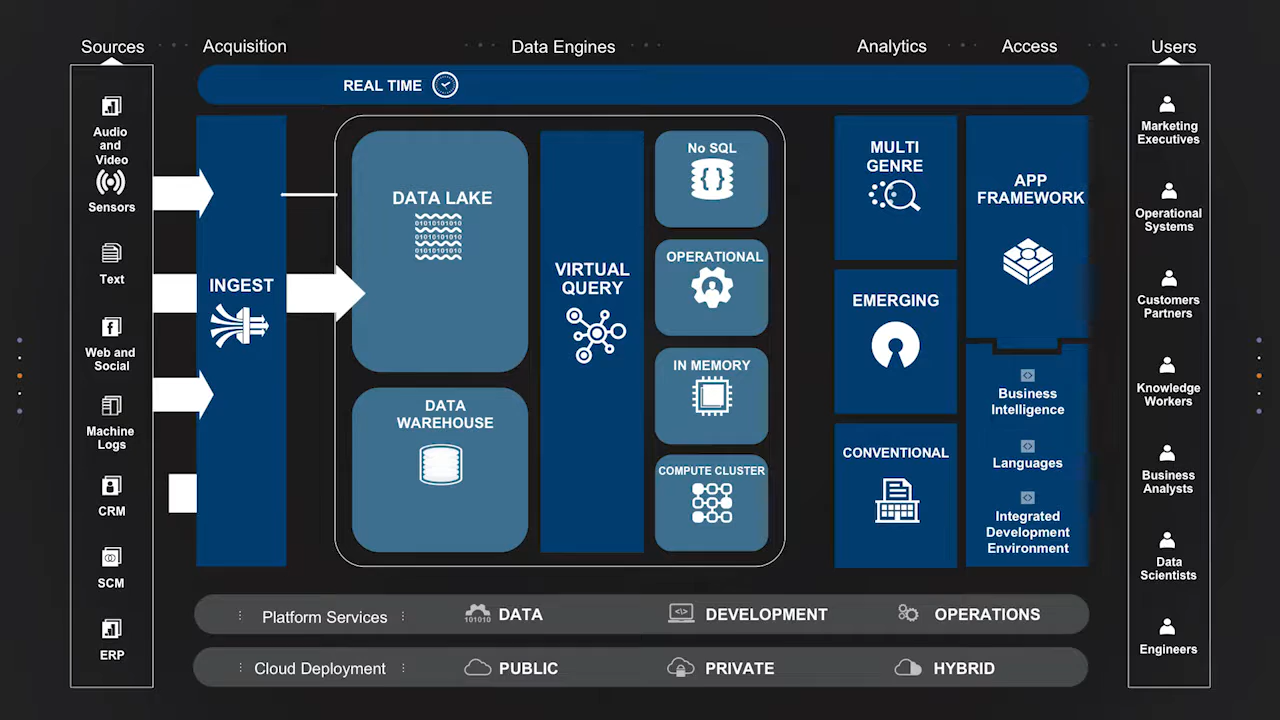 Sources
Acquisition
Data Engines
Analytics
Access
Users
REAL TIME
Audio
and
Video
Sensors
Text
Web and
Social
Machine
Logs
CRM
SCM
ERP
INGEST
DATA LAKE
01010101010
01010101010
01010101010
DATA
WAREHOUSE
VIRTUAL
QUERY
No SQL
OPERATIONAL
IN MEMORY
COMPUTE CLUSTER
MULTI
GENRE
EMERGING
CONVENTIONAL
APP
FRAMEWORK
Business
Intelligence
Languages
Integrated
Development
Environment
Marketing
Executives
Operational
Systems
Customers
Partners
Knowledge
Workers
Business
Analysts
Data
Scientists
Engineers
Platform Services
101010
DATA
DEVELOPMENT
OPERATIONS
Cloud Deployment
PUBLIC
PRIVATE
HYBRID